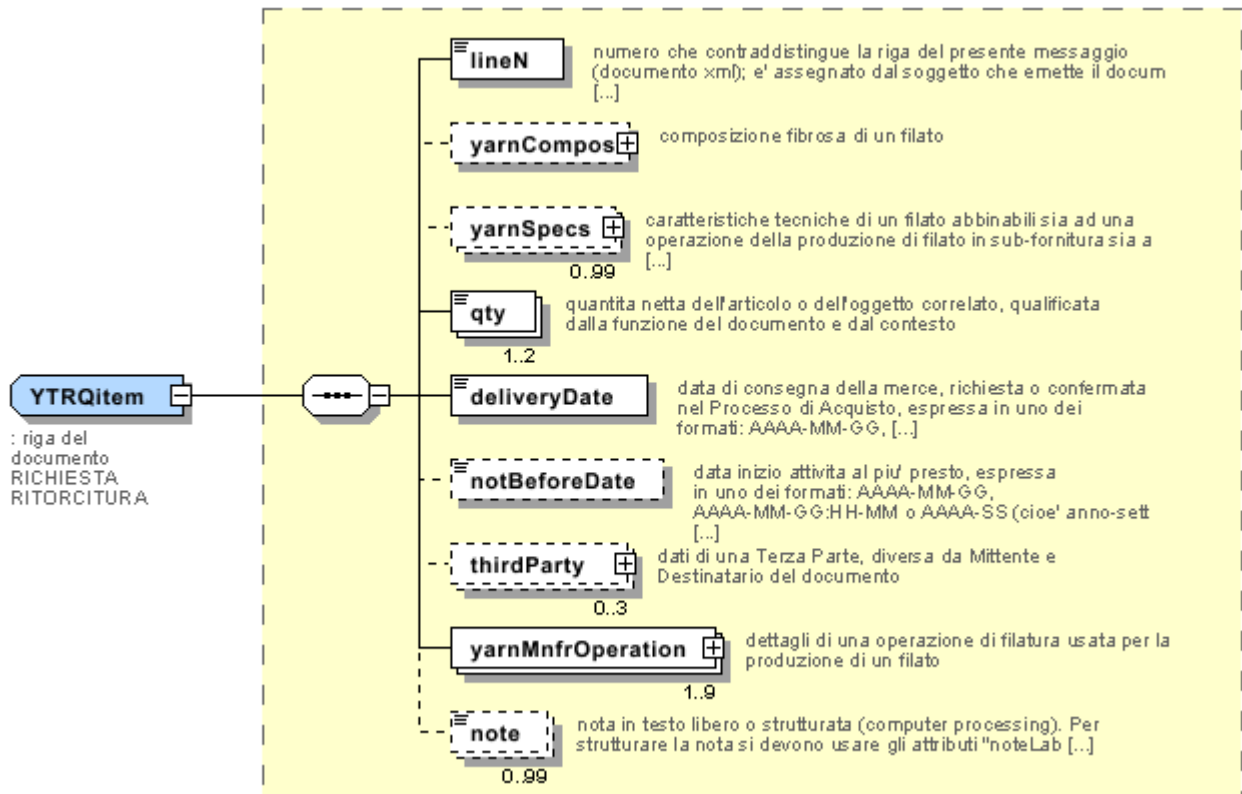 lineN
numero che contraddistingue la riga del presente messaggio
(documento xml); e' assegnato dal soggetto che emette il docum
[...]
yarnCompos
composizione fibrosa di un filato
yarnSpecs
caratteristiche tecniche di un filato abbinabili sia ad una
operazione della produzione di filato in sub-fornitura sia a
[...]
0..99
qty
quantita netta dell'articolo o dell'oggetto correlato, qualificata
dalla funzione del documento e dal contesto
1..2
YTRQitem
: riga del
documento
RICHIESTA
RITORCITURA
deliveryDate
data di consegna della merce, richiesta o confermata
nel Processo di Acquisto, espressa in uno dei
formati: AAAA-MM-GG, [...]
notBeforeDate
data inizio attivita al piu' presto, espressa
in uno dei formati: AAAA-MM-GG,
AAAA-MM-GG:HH-MM o AAAA-SS (cioe' anno-sett
[...]
thirdParty
dati di una Terza Parte, diversa da Mittente e
Destinatario del documento
0..3
yarnMnfrOperation
dettagli di una operazione di filatura usata per la
produzione di un filato
1..9
note
nota in testo libero o strutturata (computer processing). Per
strutturare la nota si devono usare gli attributi "noteLab [...]
0..99